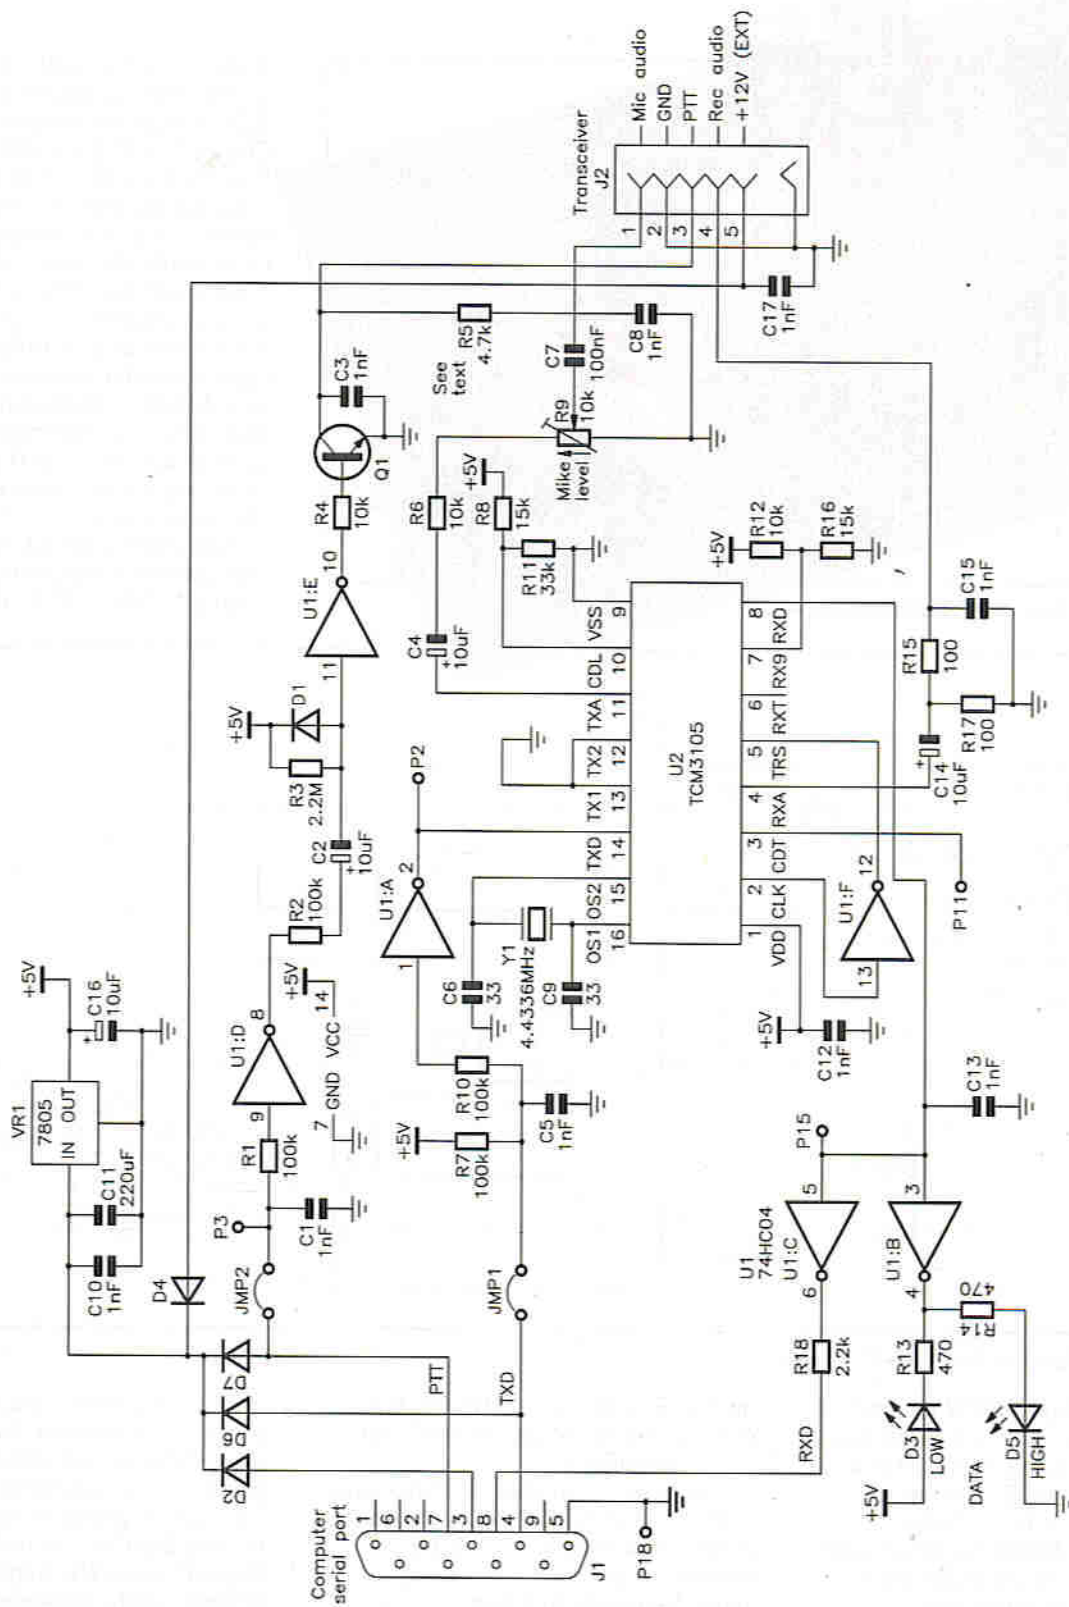 Computer
serial port
J1
1
6
2
7
3
8
4
9
5
P18
PTT
TXD
RXD
D2
D6
D7
D4
C10
1nF
C11
220uF
VR1
7805
IN OUT
C16
+
10uF
+5V
P3
JMP2
C1
1nF
R1
100k
9
U1:D
8
7
GND VCC
14
+5V
R2
100k
C2
+
10uF
R3
2.2M
+5V
D1
11
U1:E
10
R4
10k
Q1
C3
1nF
JMP1
+5V
R7
100k
R10
100k
C5
1nF
1
U1:A
2
P2
C6
33
C9
33
Y1
4.4336MHz
See
text
R5
4.7k
C8
1nF
C4
+
10uF
R6
10k
R8
15k
+5V
R11
33k
Mike
level
R9
10k
C7
100nF
Transceiver
J2
1
2
3
4
5
Mic audio
GND
PTT
Rec audio
+12V (EXT)
C17
1nF
OS1
OS2
TXD
TX1
TX2
TXA
CDL
VSS
16
15
14
13
12
11
10
9
U2
TCM3105
1
2
3
4
5
6
7
8
VDD
CLK
CDT
RXA
TRS
RXT
RX9
RXD
+5V
C12
1nF
13
U1:F
12
P11
+5V
R12
10k
R16
15k
C14
+
10uF
R15
100
R17
100
C15
1nF
P15
C13
1nF
U1
74HC04
U1:C
5
6
U1:B
3
4
R18
2.2k
R13
470
R14
470
+5V
D3
LOW
DATA
D5
HIGH